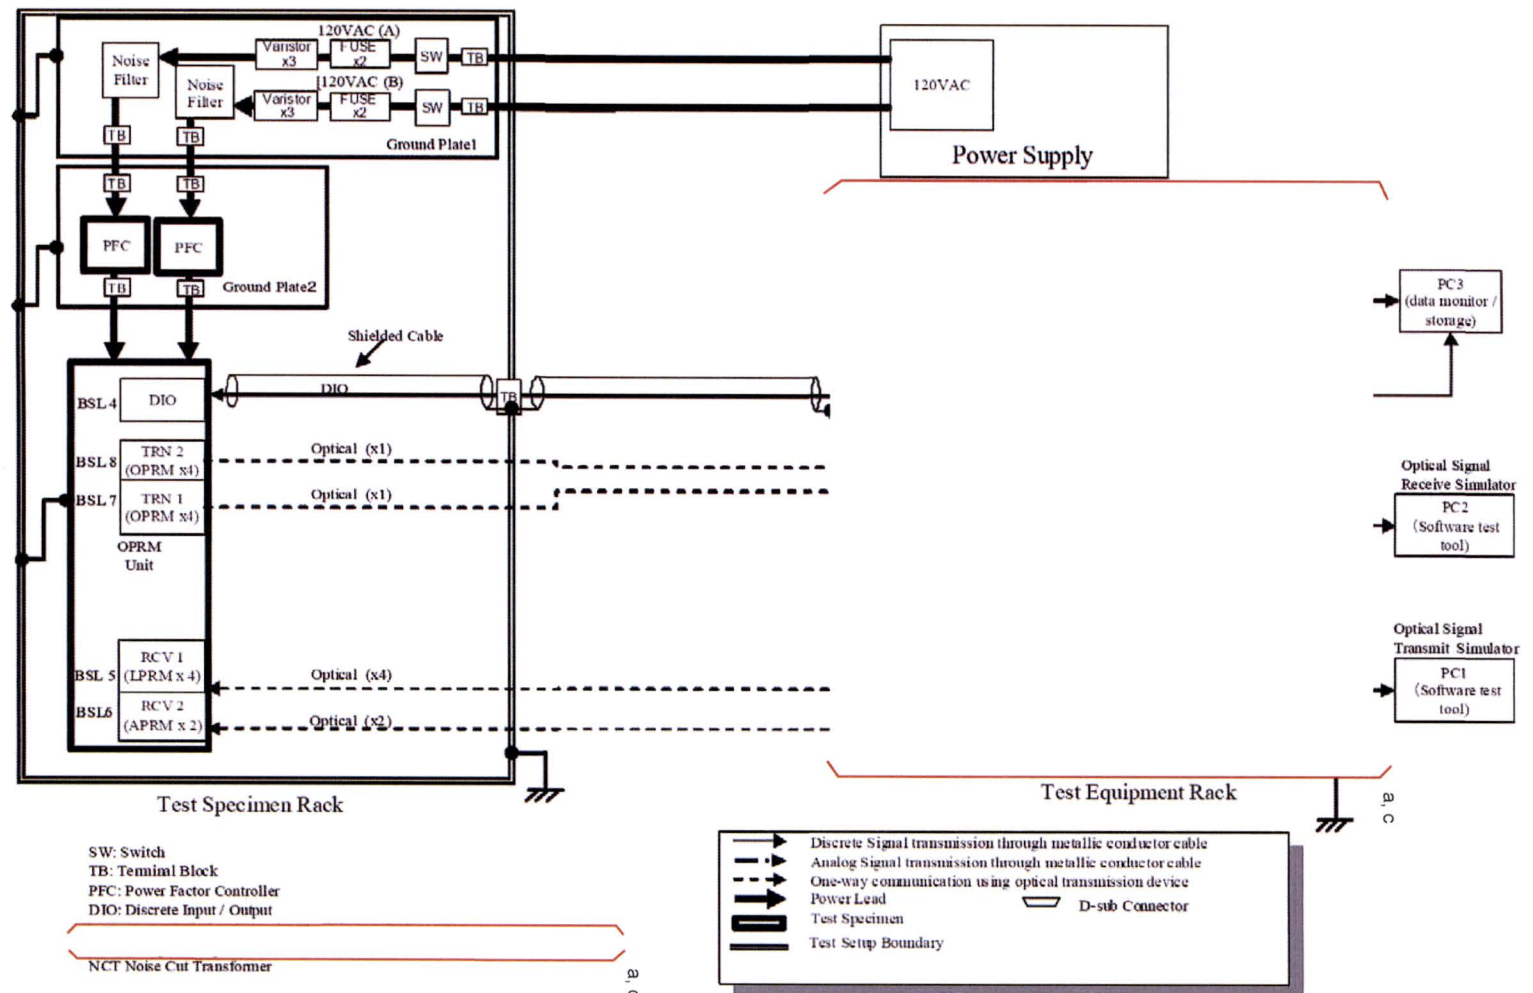 120VAC (A)
Noise
Filter
Varistor
x3
FUSE
x2
SW
TB
[120VAC (B)
Noise
Filter
Varistor
x3
FUSE
x2
SW
TB
120VAC
Power Supply
TB
TB
Ground Plate1
TB
TB
PFC
PFC
TB
TB
Ground Plate2
PC3
(data monitor /
storage)
Shielded Cable
BSL 4
DIO
DIO
TB
BSL 8
TRN 2
(OPRM x4)
Optical (x1)
BSL 7
TRN 1
(OPRM x4)
Optical (x1)
OPRM
Unit
Optical Signal
Receive Simulator
PC2
(Software test
tool)
BSL 5
RCV 1
(LPRM x 4)
Optical (x4)
BSL6
RCV 2
(APRM x 2)
Optical (x2)
Optical Signal
Transmit Simulator
PC1
(Software test
tool)
Test Specimen Rack
Test Equipment Rack
a, c
SW: Switch
TB: Terminal Block
PFC: Power Factor Controller
DIO: Discrete Input / Output
NCT Noise Cut Transformer
a, c
Discrete Signal transmission through metallic conductor cable
Analog Signal transmission through metallic conductor cable
One-way communication using optical transmission device
Power Lead
D-sub Connector
Test Specimen
Test Setup Boundary